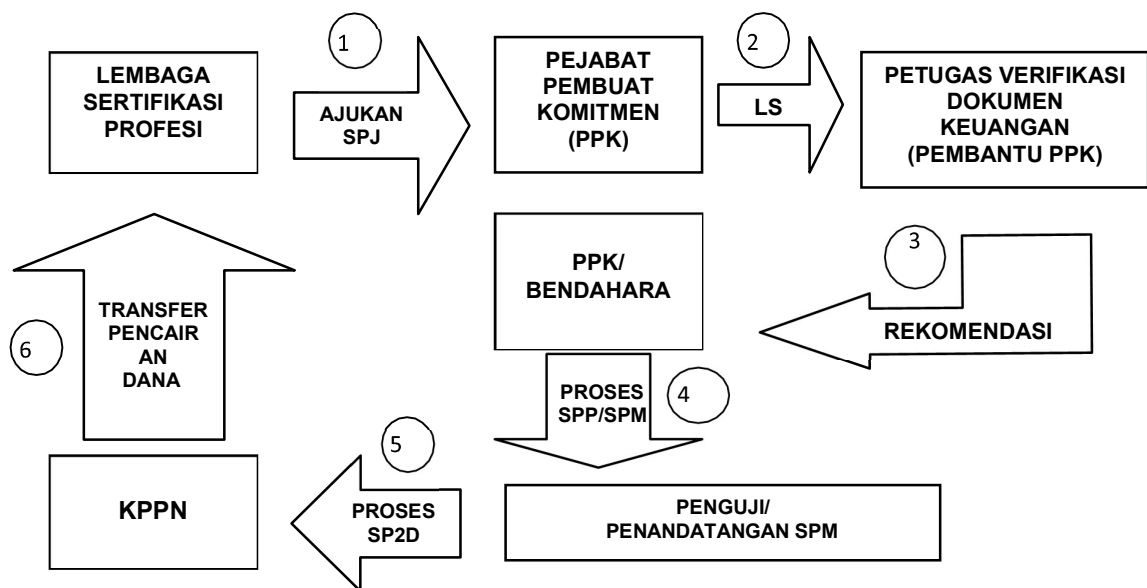 1
2
LEMBAGA
SERTIFIKASI
PROFESI
AJUKAN
SPJ
PEJABAT
PEMBUAT
KOMITMEN
(PPK)
LS
PETUGAS VERIFIKASI
DOKUMEN
KEUANGAN
(PEMBANTU PPK)
3
REKOMENDASI
PPK/
BENDAHARA
6
TRANSFER
PENCAIR
AN
DANA
PROSES
SPP/SPM
4
5
KPPN
PROSES
SP2D
PENGUJI/
PENANDATANGAN SPM